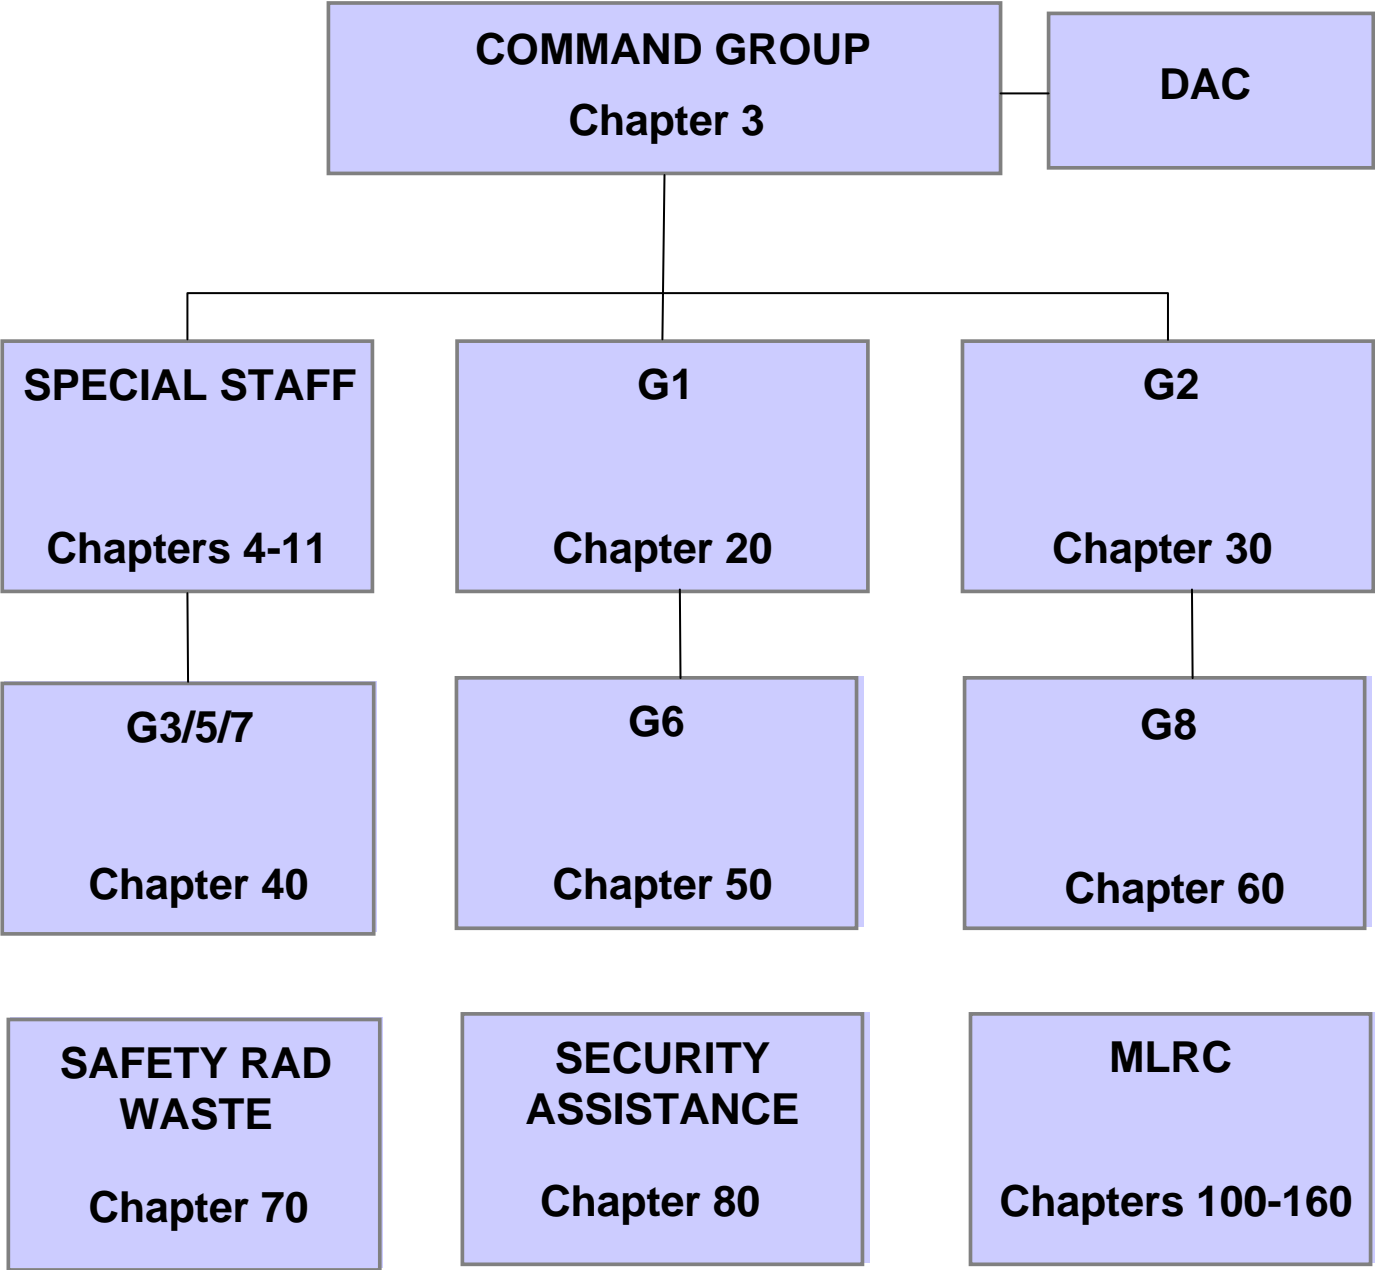 COMMAND GROUP
Chapter 3
DAC
SPECIAL STAFF
Chapters 4-11
G1
Chapter 20
G2
Chapter 30
G3/5/7
Chapter 40
G6
Chapter 50
G8
Chapter 60
SAFETY RAD
WASTE
Chapter 70
SECURITY
ASSISTANCE
Chapter 80
MLRC
Chapters 100-160